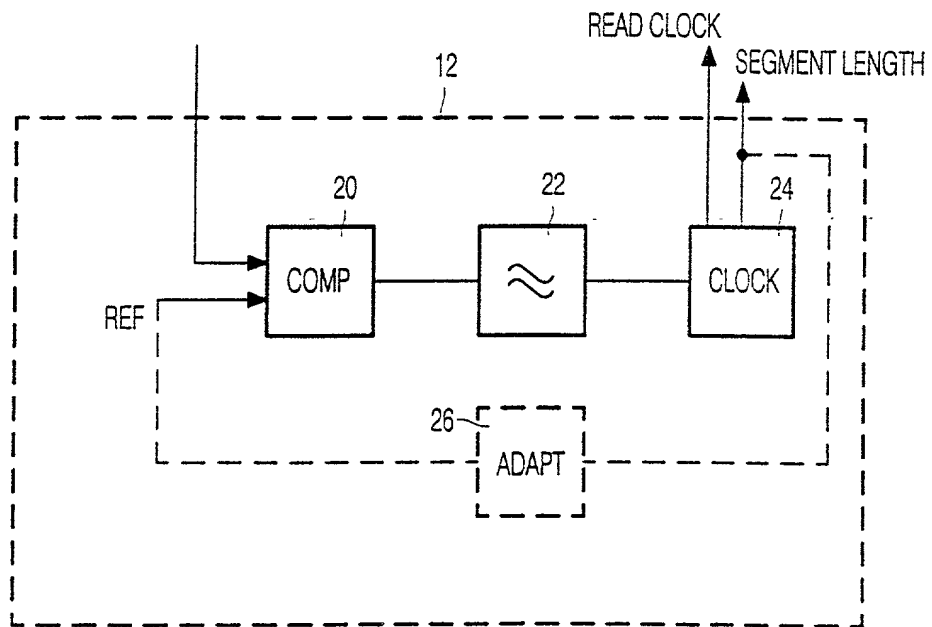 READ CLOCK
SEGMENT LENGTH
12
20
22
24
COMP
CLOCK
REF
26
ADAPT